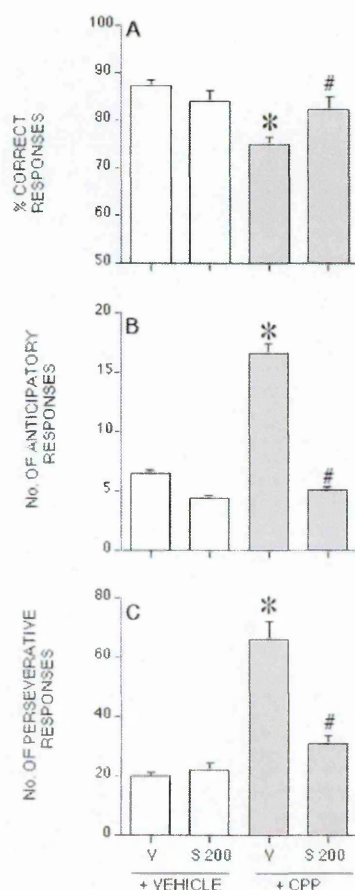 A
100
90
80
70
60
50
% CORRECT
RESPONSES
*
#
B
20
15
10
5
0
No. OF ANTICIPATORY
RESPONSES
*
#
C
80
60
40
20
0
No. OF PERSEVERATIVE
RESPONSES
*
#
V S 200 V S 200
+ VEHICLE + CPP